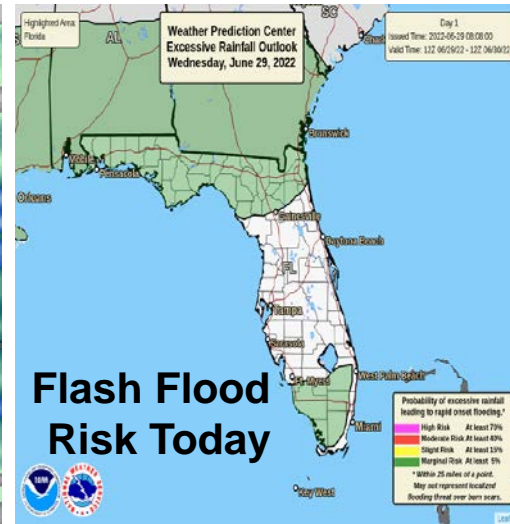 Highlighted Area:
Florida
Weather Prediction Center
Excessive Rainfall Outlook
Wednesday, June 29, 2022
Day 1
Issued Time: 2022-06-29 08:08:00
Valid Time: 12Z 06/29/22 - 12Z 06/30/22
SC
AL
Brunswick
Mobile
Pensacola
Orleans
Gainesville
Daytona Beach
FL
Tampa
Sarasota
Ft. Myers
West Palm Beach
Miami
Key West
Flash Flood
Risk Today
Probability of excessive rainfall
leading to rapid onset flooding.*
High Risk At least 70%
Moderate Risk At least 40%
Slight Risk At least 15%
Marginal Risk At least 5%
* Within 25 miles of a point.
May not represent localized
flooding threat over burn scars.